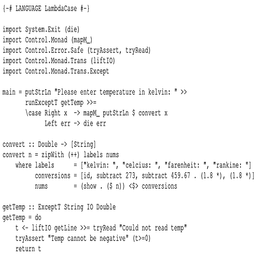 {-# LANGUAGE LambdaCase #-}
import System.Exit (die)
import Control.Monad (mapM_)
import Control.Error.Safe (tryAssert, tryRead)
import Control.Monad.Trans (liftIO)
import Control.Monad.Trans.Except
main = putStrLn "Please enter temperature in kelvin: " >>
runExceptT getTemp >>=
\case Right x -> mapM_ putStrLn $ convert x
Left err -> die err
convert :: Double -> [String]
convert n = zipWith (++) labels nums
where labels = ["kelvin: ", "celcius: ", "farenheit: ", "rankine: "]
conversions = [id, subtract 273, subtract 459.67 . (1.8 *), (1.8 *)]
nums = (show . ($ n)) <$> conversions
getTemp :: ExceptT String IO Double
getTemp = do
t <- liftIO getLine >>= tryRead "Could not read temp"
tryAssert "Temp cannot be negative" (t>=0)
return t